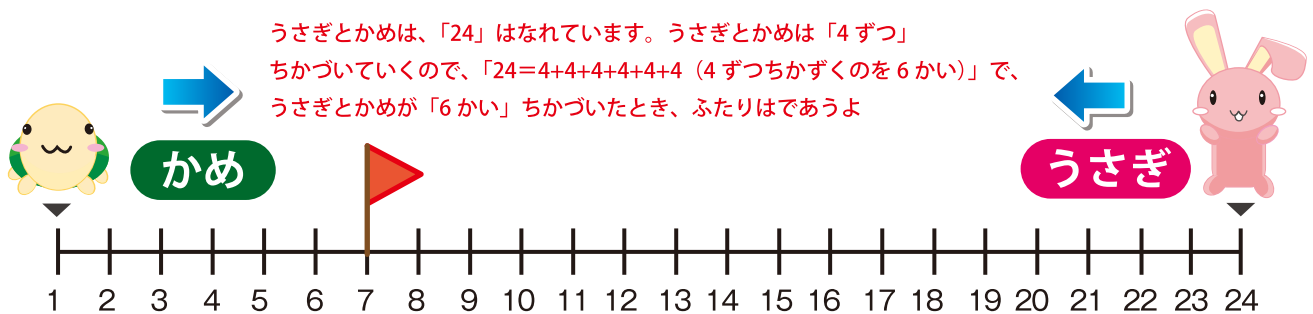 うさぎとかめは、「24」はなれています。うさぎとかめは「4ずつ」
ちかづいていくので、「24＝4+4+4+4+4+4（4ずつちかずくのを6かい）」で、
うさぎとかめが「6かい」ちかづいたとき、ふたりはであうよ
かめ
うさぎ
1 2 3 4 5 6 7 8 9 10 11 12 13 14 15 16 17 18 19 20 21 22 23 24